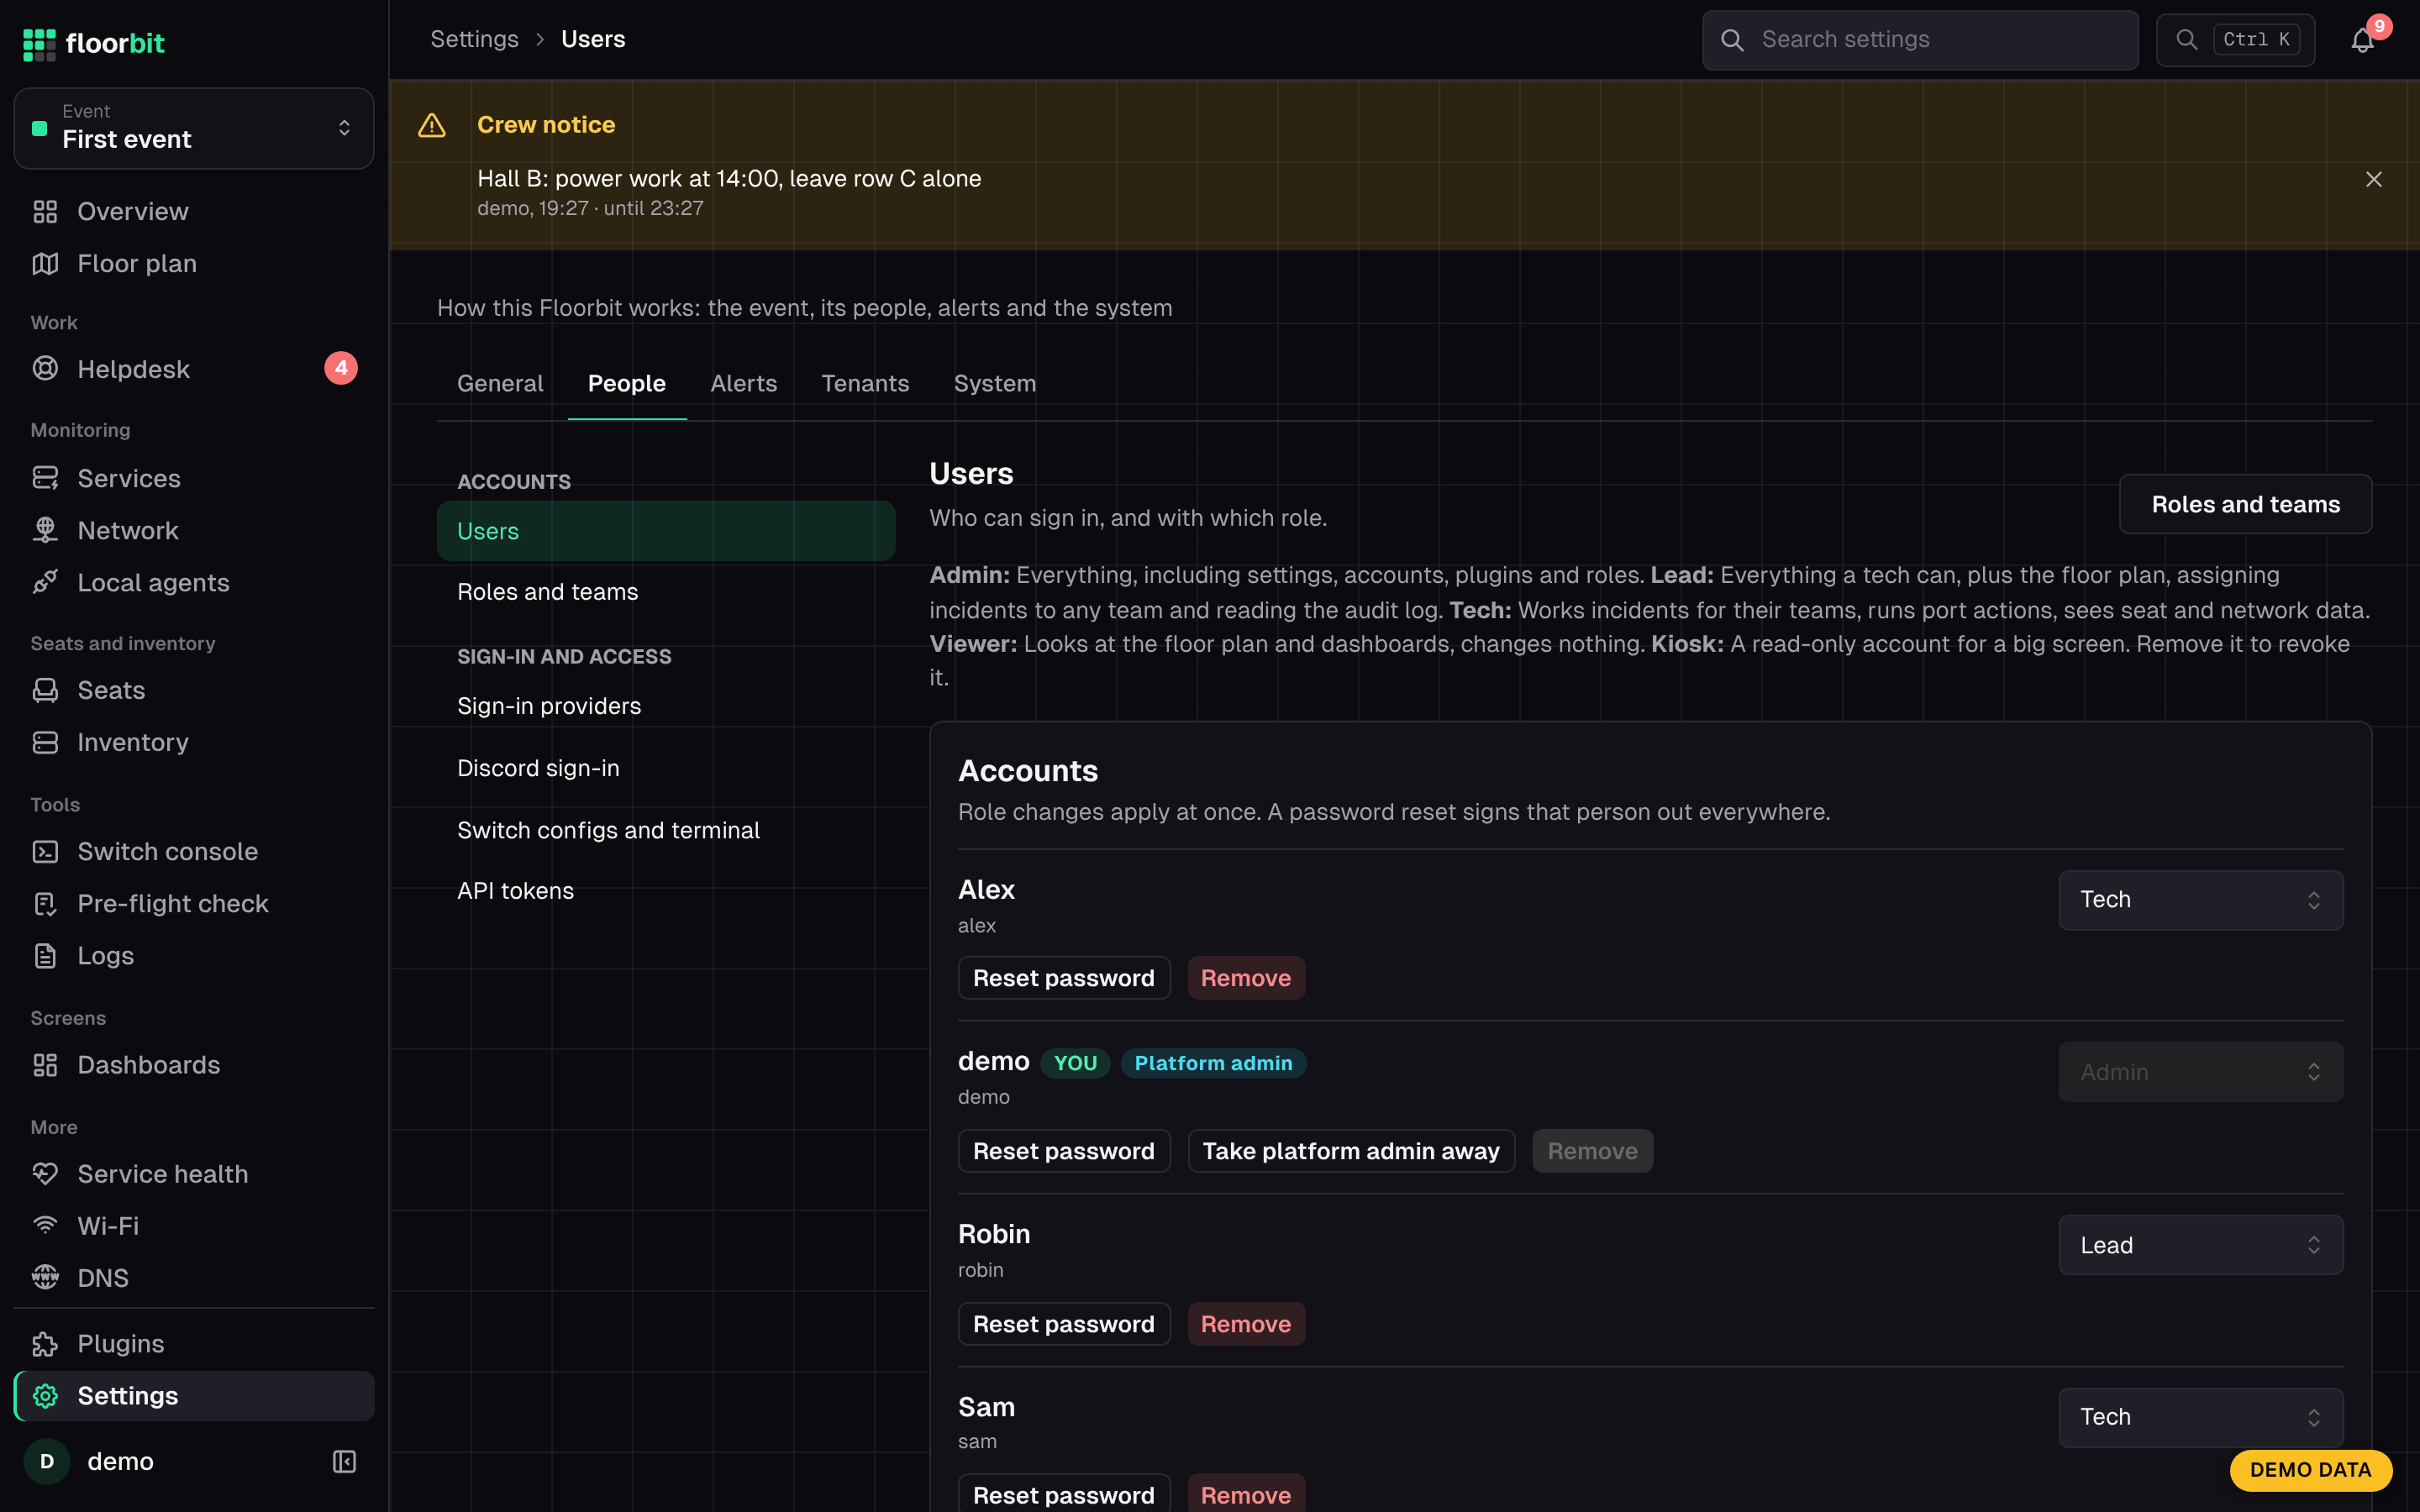 floorbit
Event
First event
Overview
Floor plan
Work
Helpdesk 4
Monitoring
Services
Network
Local agents
Seats and inventory
Seats
Inventory
Tools
Switch console
Pre-flight check
Logs
Screens
Dashboards
More
Service health
Wi-Fi
DNS
Plugins
Settings
D demo
Settings > Users
Search settings
Ctrl K
9
Crew notice
Hall B: power work at 14:00, leave row C alone
demo, 19:27 · until 23:27
How this Floorbit works: the event, its people, alerts and the system
General People Alerts Tenants System
ACCOUNTS
Users
Roles and teams
SIGN-IN AND ACCESS
Sign-in providers
Discord sign-in
Switch configs and terminal
API tokens
Users
Who can sign in, and with which role.
Roles and teams
Admin: Everything, including settings, accounts, plugins and roles. Lead: Everything a tech can, plus the floor plan, assigning
incidents to any team and reading the audit log. Tech: Works incidents for their teams, runs port actions, sees seat and network data.
Viewer: Looks at the floor plan and dashboards, changes nothing. Kiosk: A read-only account for a big screen. Remove it to revoke
it.
Accounts
Role changes apply at once. A password reset signs that person out everywhere.
Alex
alex
Tech
Reset password Remove
demo YOU Platform admin
demo
Admin
Reset password Take platform admin away Remove
Robin
robin
Lead
Reset password Remove
Sam
sam
Tech
Reset password Remove
DEMO DATA